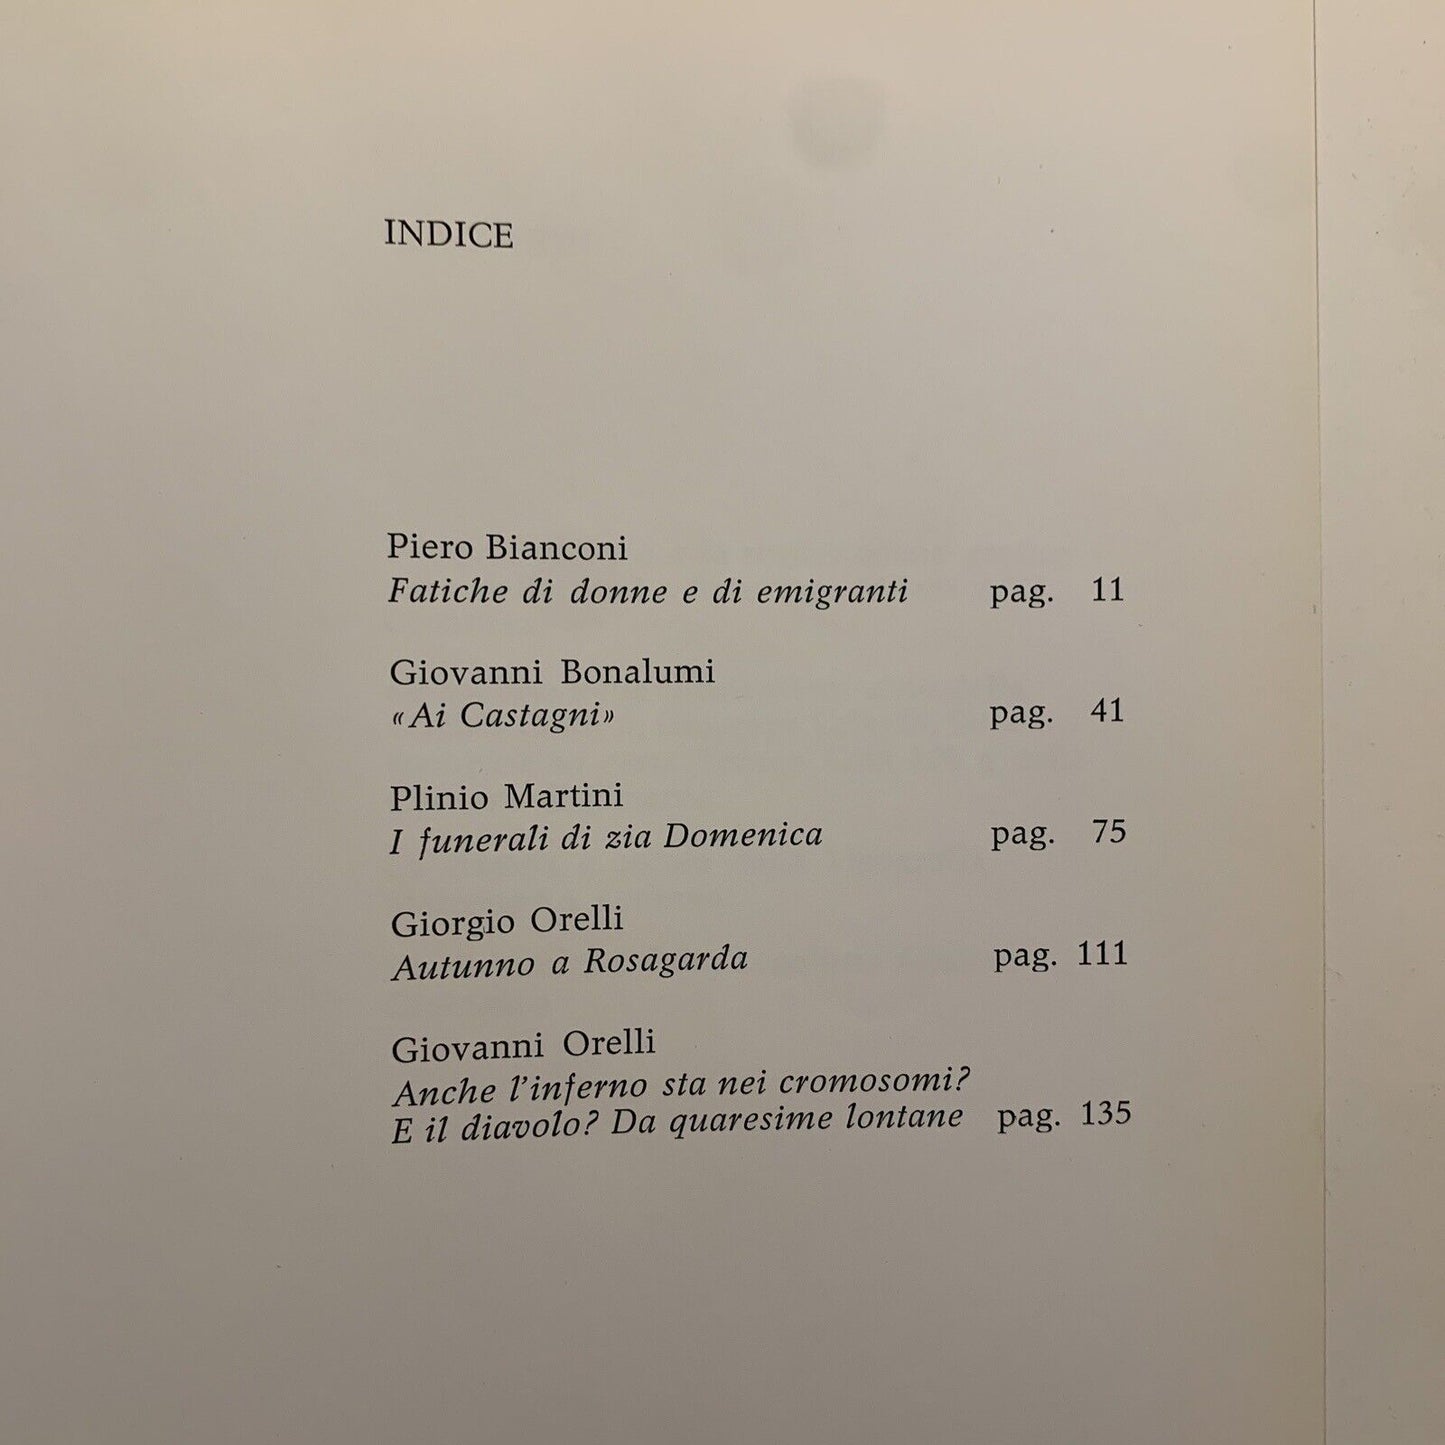 INDICE
Piero Bianconi
Fatiche di donne e di emigranti pag. 11
Giovanni Bonalumi
«Ai Castagni» pag. 41
Plinio Martini
I funerali di zia Domenica pag. 75
Giorgio Orelli
Autunno a Rosagarda pag. 111
Giovanni Orelli
Anche l'inferno sta nei cromosomi?
E il diavolo? Da quaresime lontane pag. 135